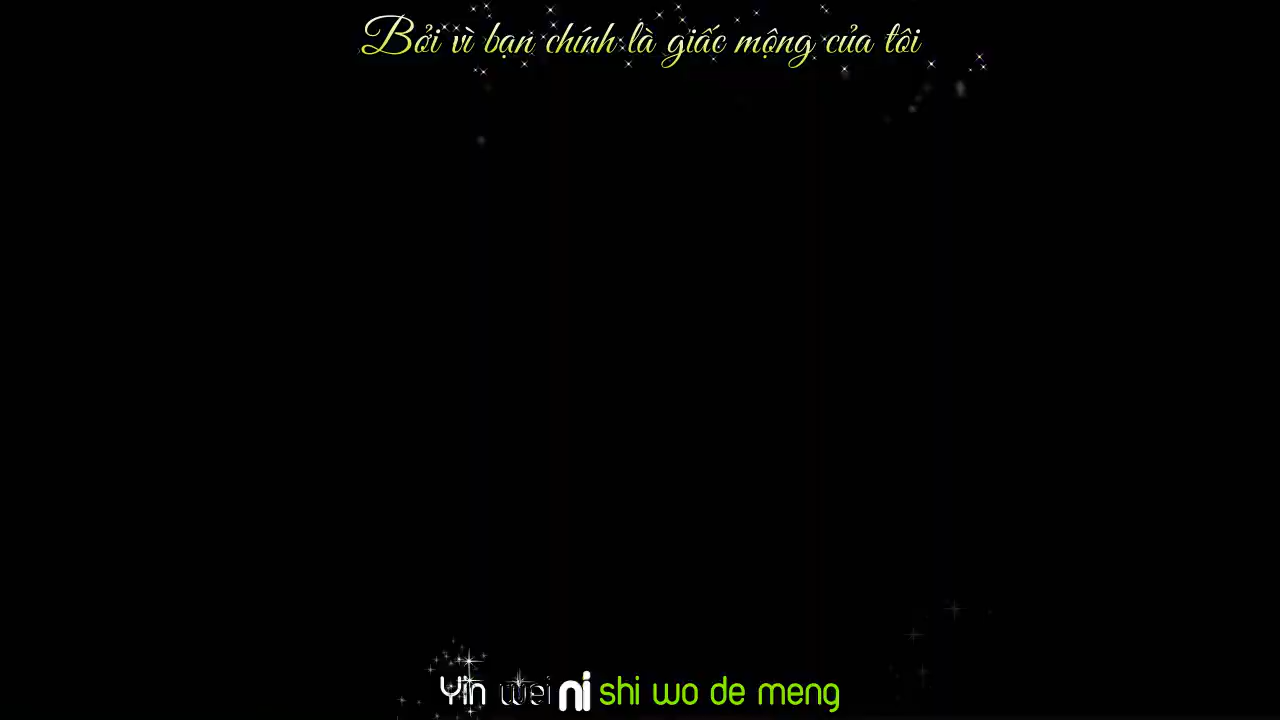 Bởi vì bạn chính là giấc mộng của tôi
Yin wei ni shi wo de meng